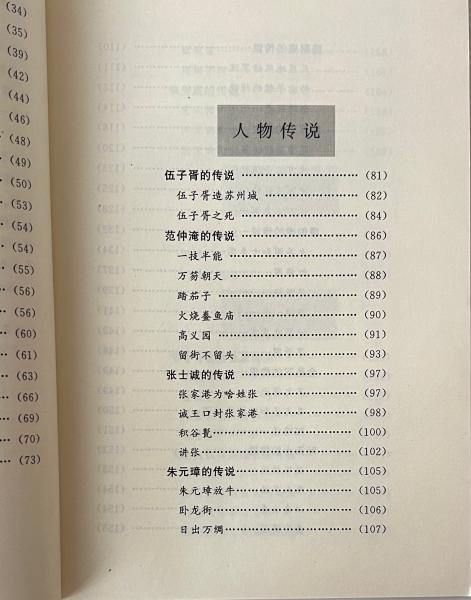 (34)
(35)
(39)
(42)
(44)
(46)
(48)
(49)
(50)
(53)
(54)
(54)
(55)
(56)
(56)
(60)
(61)
(63)
(66)
(69)
(70)
(73)
人物传说
伍子胥的传说 (81)
伍子胥造苏州城 (82)
伍子胥之死 (84)
范仲淹的传说 (86)
一技半能 (87)
万笏朝天 (88)
踏茄子 (89)
火烧鏖鱼庙 (90)
高义园 (91)
留街不留头 (93)
张士诚的传说 (97)
张家港为啥姓张 (97)
诚王口封张家港 (98)
积谷氅 (100)
讲张 (102)
朱元璋的传说 (105)
朱元璋放牛 (105)
卧龙街 (106)
日出万绸 (107)